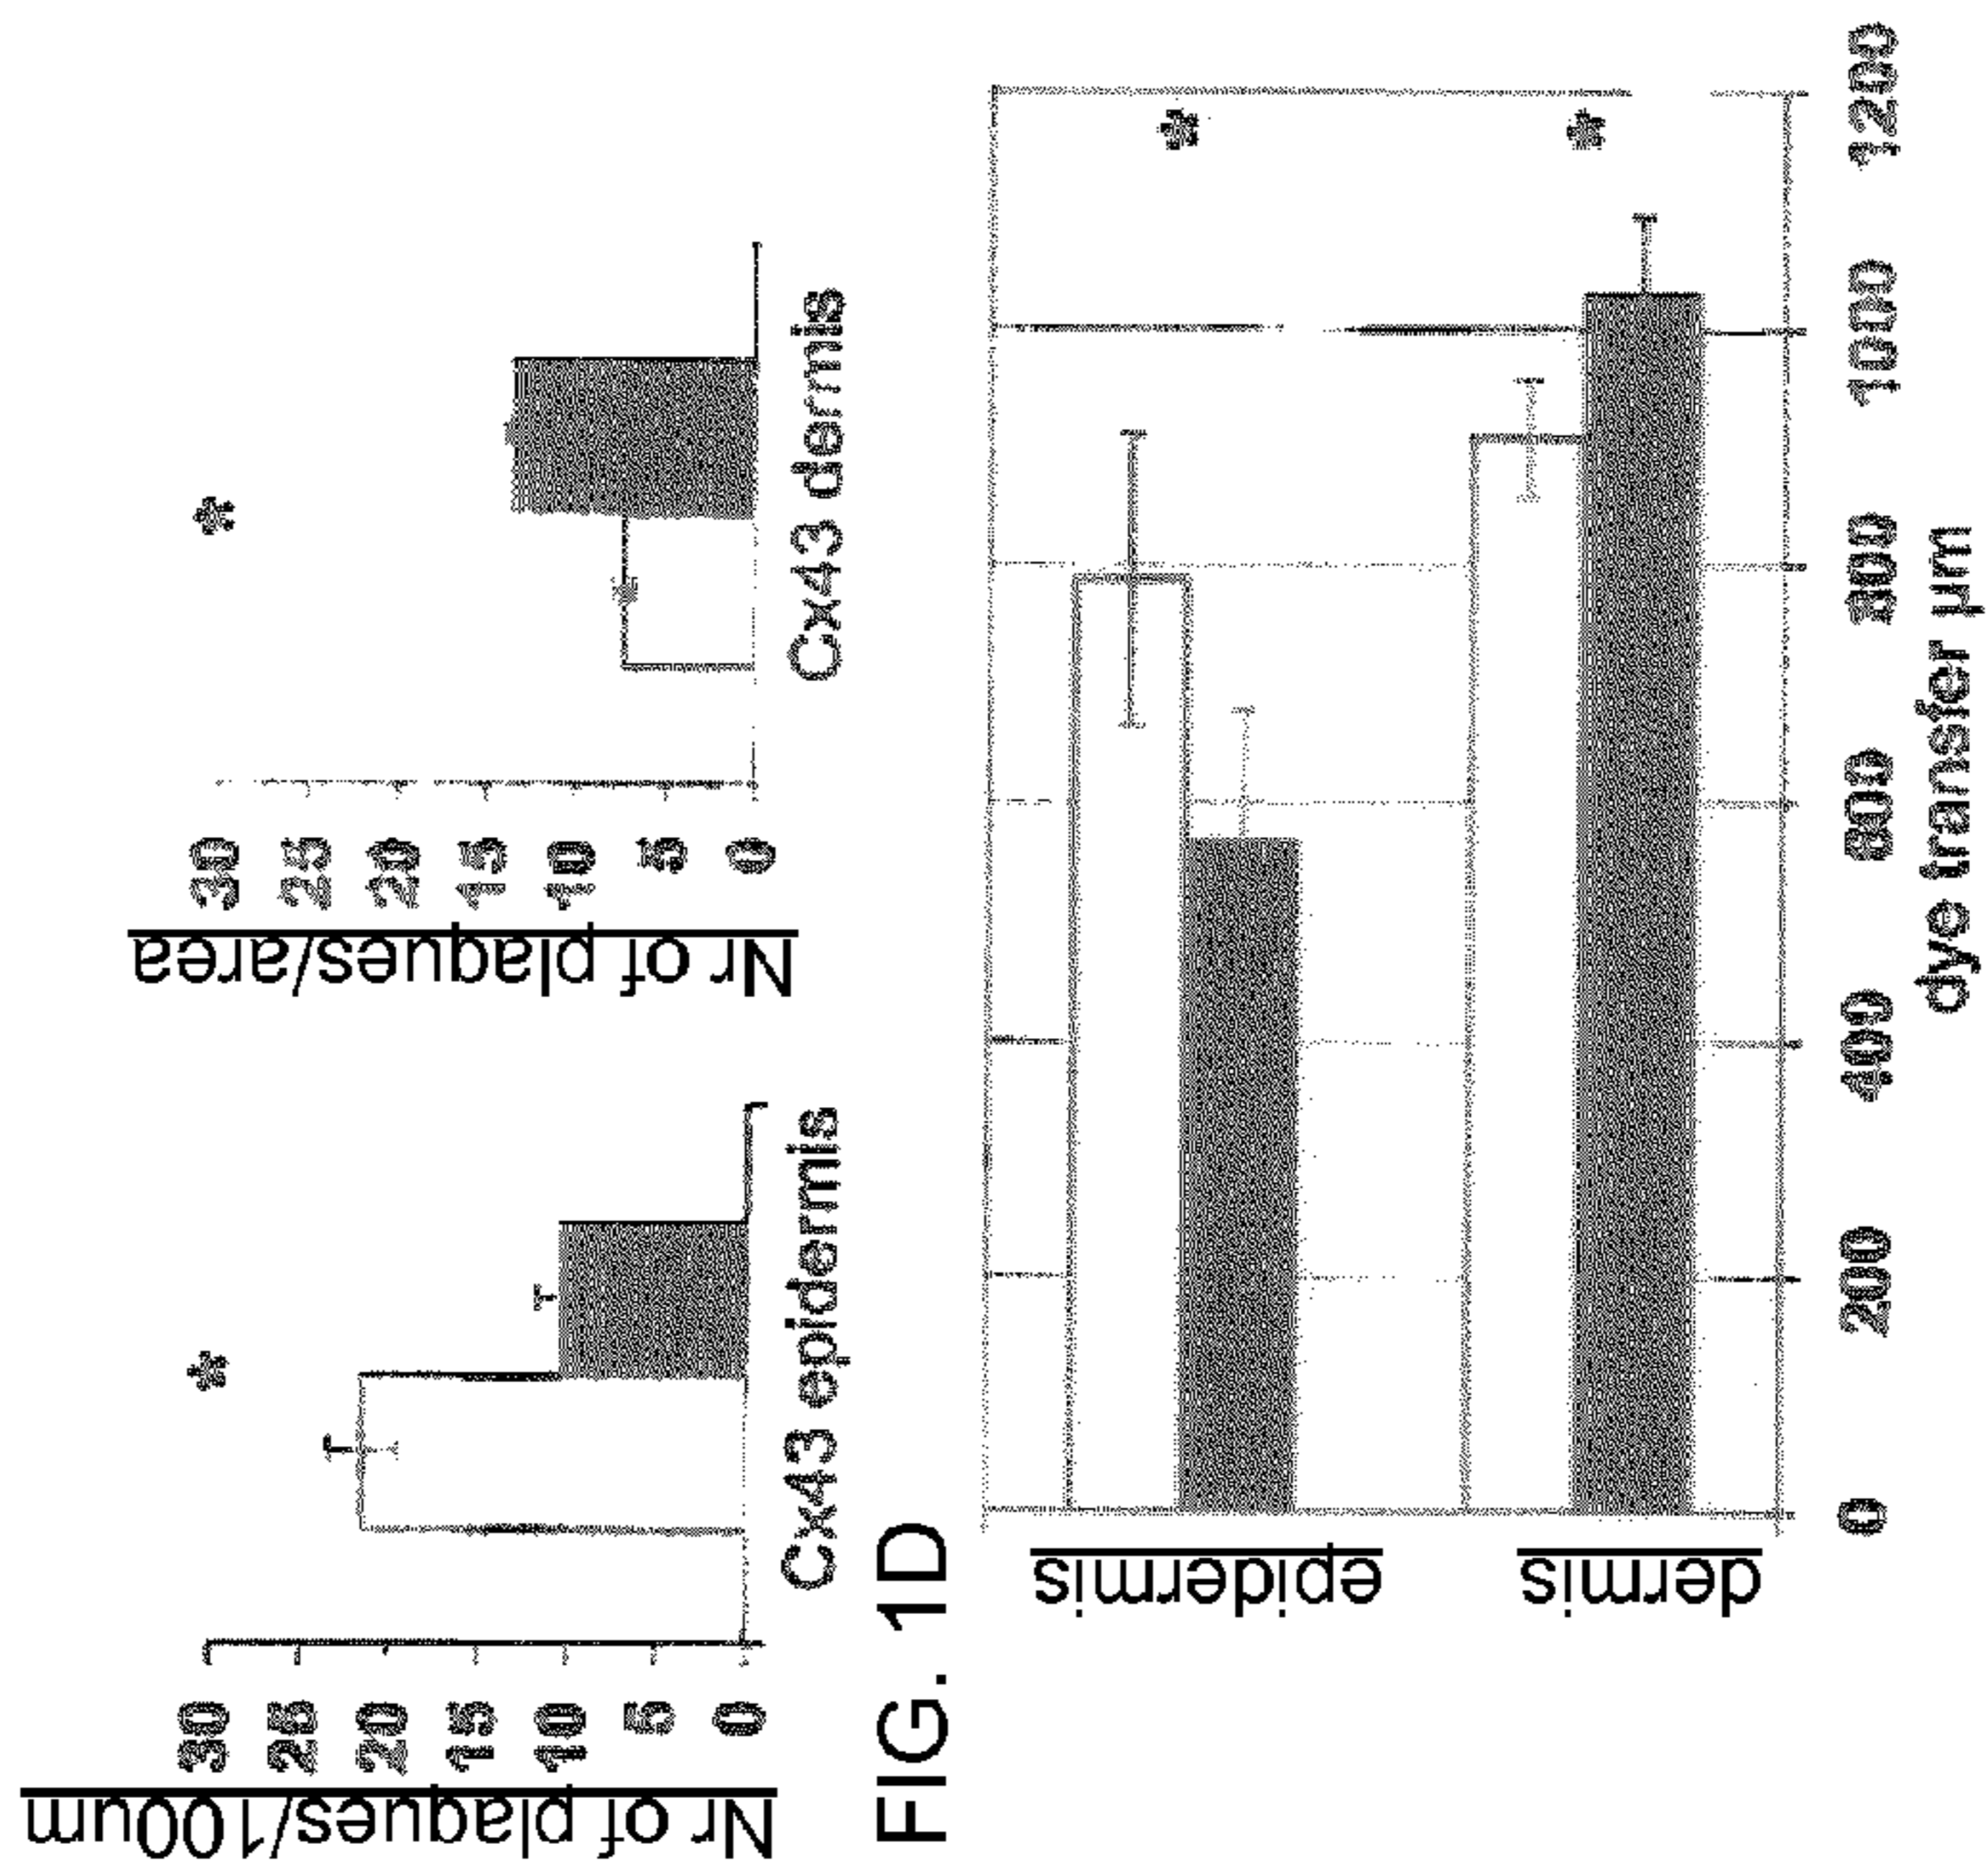 Nr of plaques/100um
30
25
20
15
10
5
0
*
Cx43 epidermis
Nr of plaques/area
30
25
20
15
10
5
0
*
Cx43 dermis
FIG. 1D
epidermis
*
dermis
*
0 200 400 600 800 1000 1200
dye transfer µm